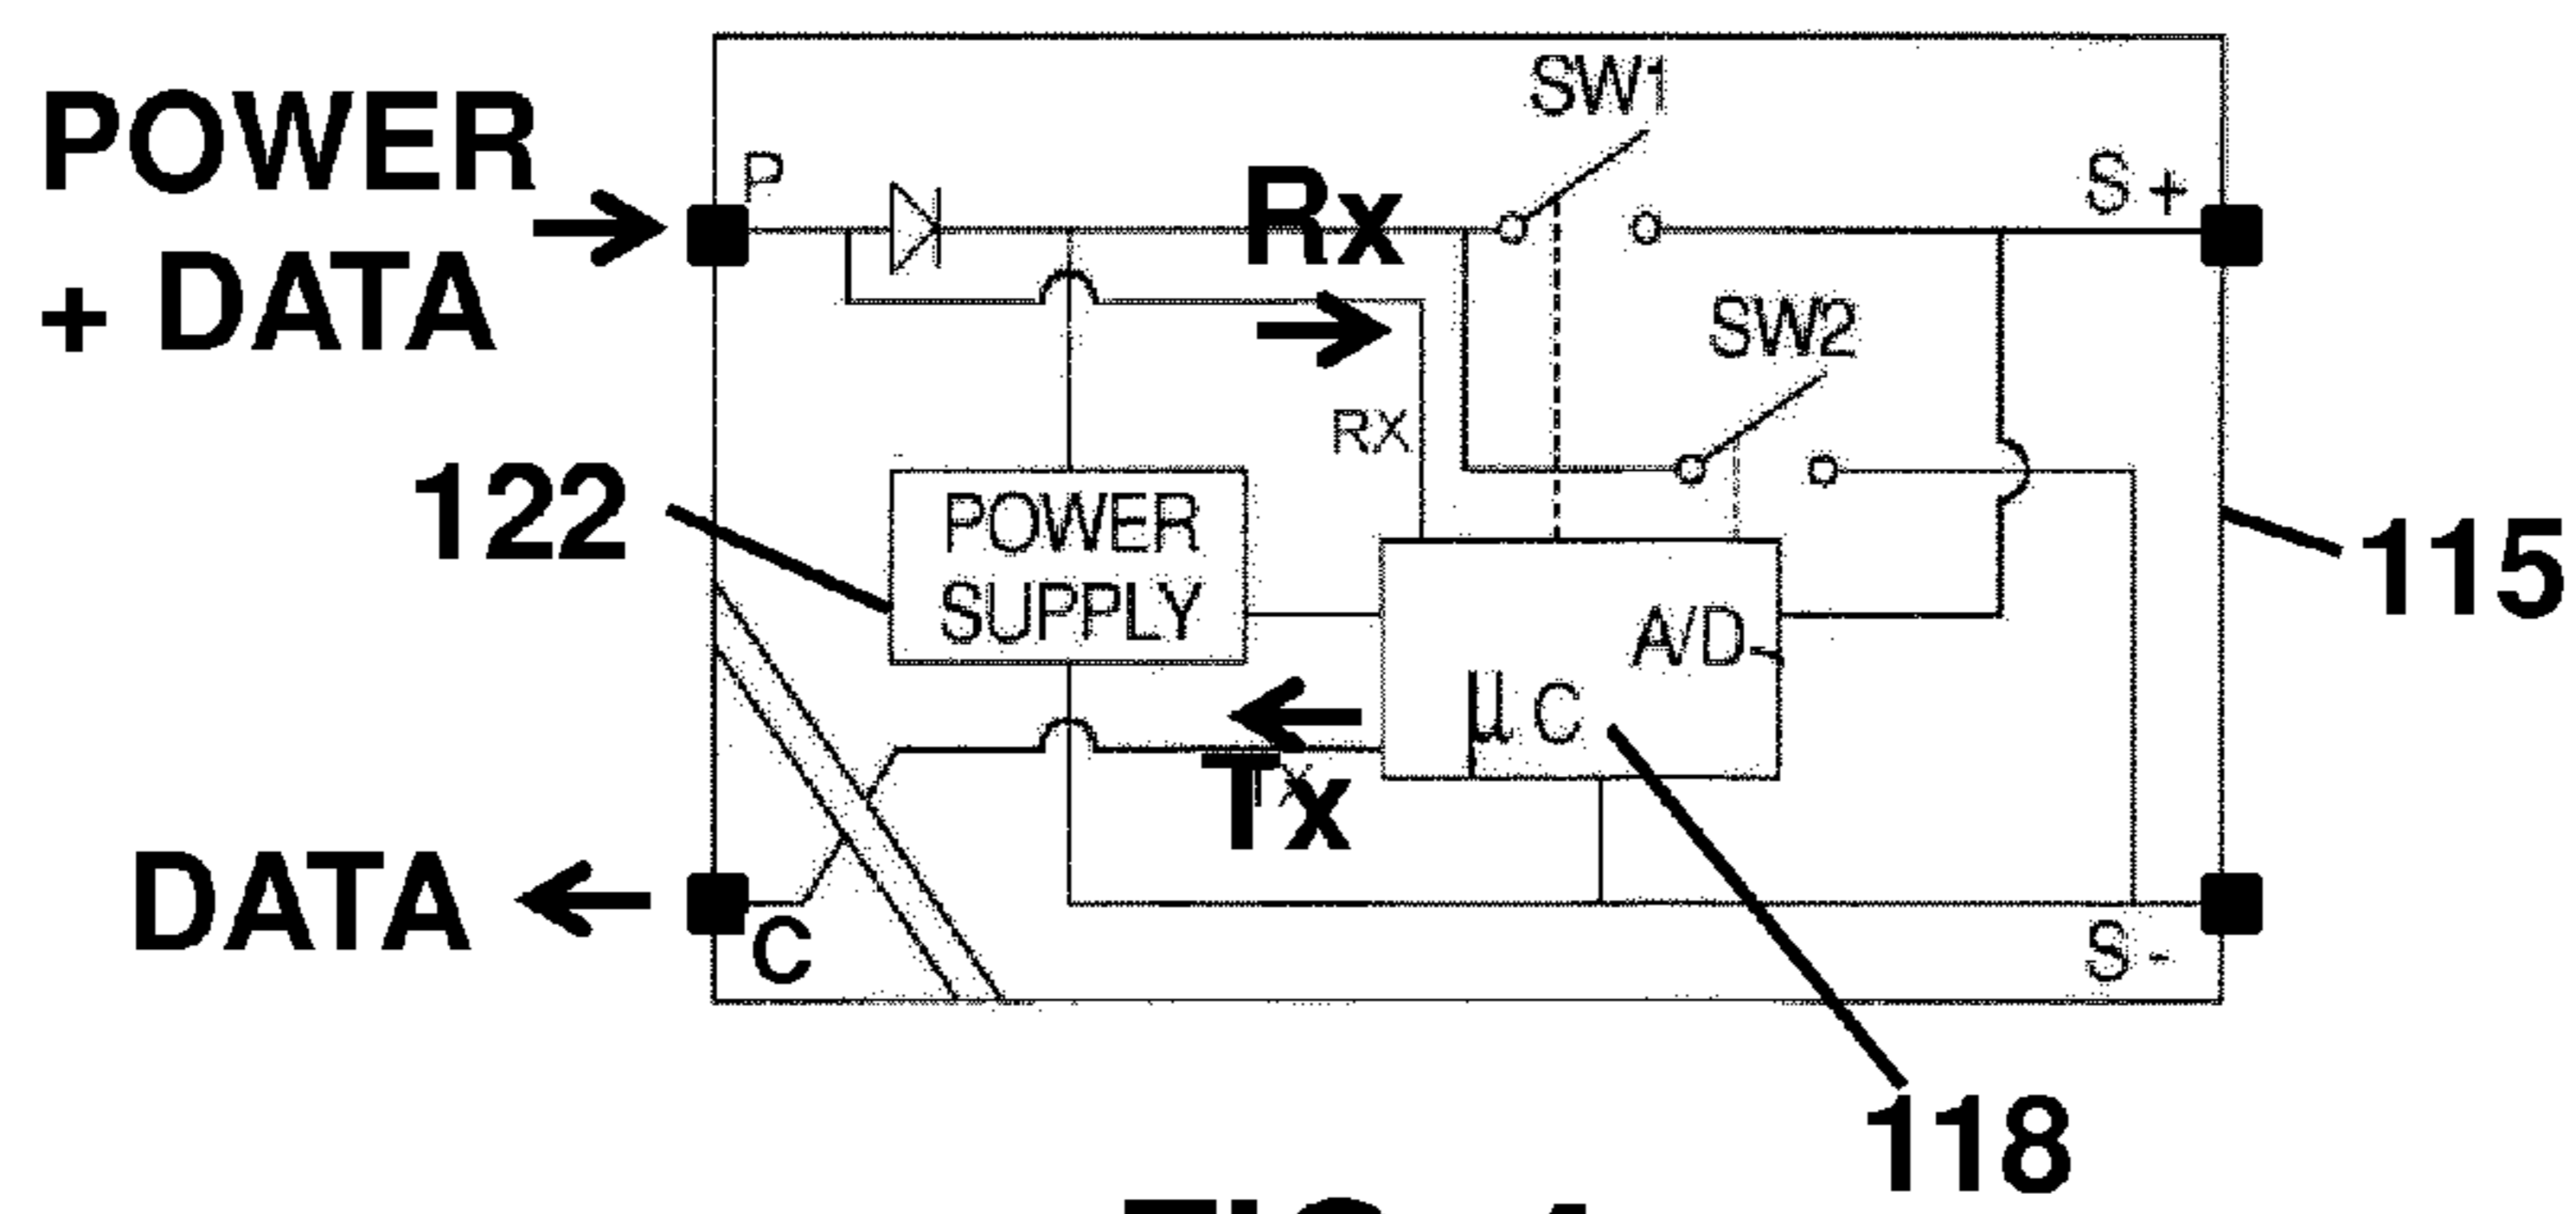 POWER
+ DATA
P
SW1
Rx
S +
SW2
RX
122
POWER
SUPPLY
A/D
µC
115
Tx
DATA
C
S -
118